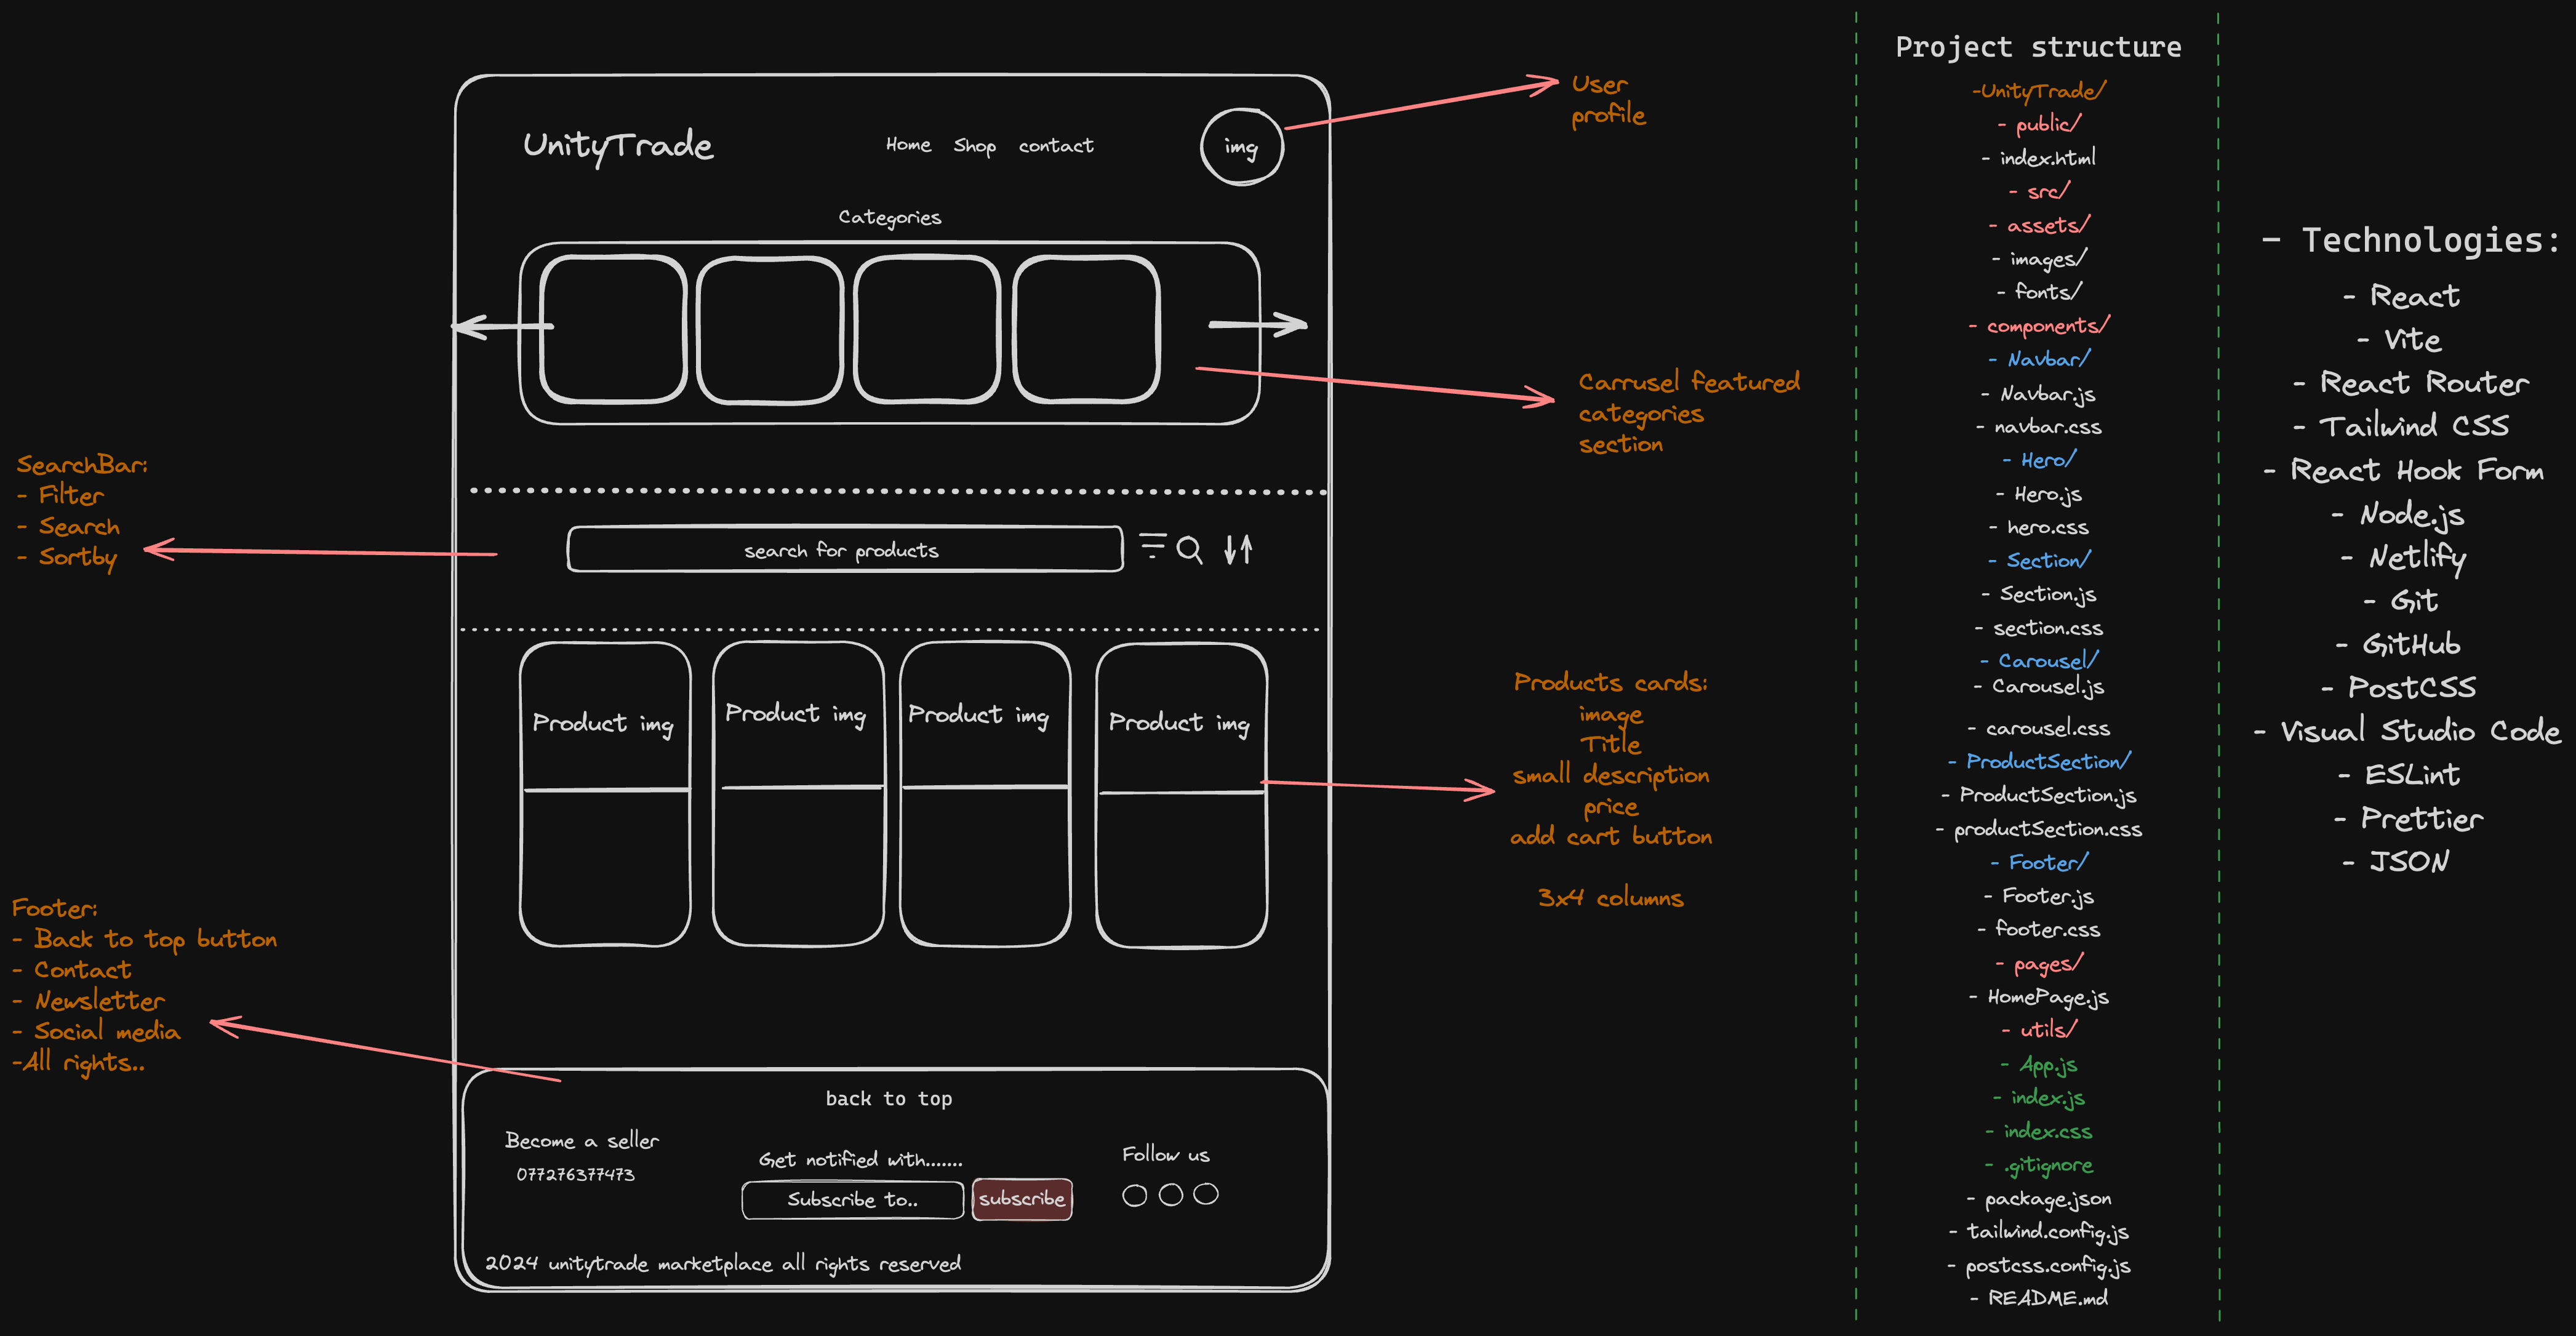 UnityTrade
Home Shop contact
img
User
profile
Categories
Carrusel featured
categories
section
SearchBar:
- Filter
- Search
- Sortby
search for products
Product img
Product img
Product img
Product img
Products cards:
image
Title
small description
price
add cart button
3x4 columns
Footer:
- Back to top button
- Contact
- Newsletter
- Social media
-All rights..
back to top
Become a seller
077276377473
Get notified with.......
Subscribe to..
subscribe
Follow us
2024 unitytrade marketplace all rights reserved
Project structure
-UnityTrade/
- public/
- index.html
- src/
- assets/
- images/
- fonts/
- components/
- Navbar/
- Navbar.js
- navbar.css
- Hero/
- Hero.js
- hero.css
- Section/
- Section.js
- section.css
- Carousel/
- Carousel.js
- carousel.css
- ProductSection/
- ProductSection.js
- productSection.css
- Footer/
- Footer.js
- footer.css
- pages/
- HomePage.js
- utils/
- App.js
- index.js
- index.css
- .gitignore
- package.json
- tailwind.config.js
- postcss.config.js
- README.md
- Technologies:
- React
- Vite
- React Router
- Tailwind CSS
- React Hook Form
- Node.js
- Netlify
- Git
- GitHub
- PostCSS
- Visual Studio Code
- ESLint
- Prettier
- JSON